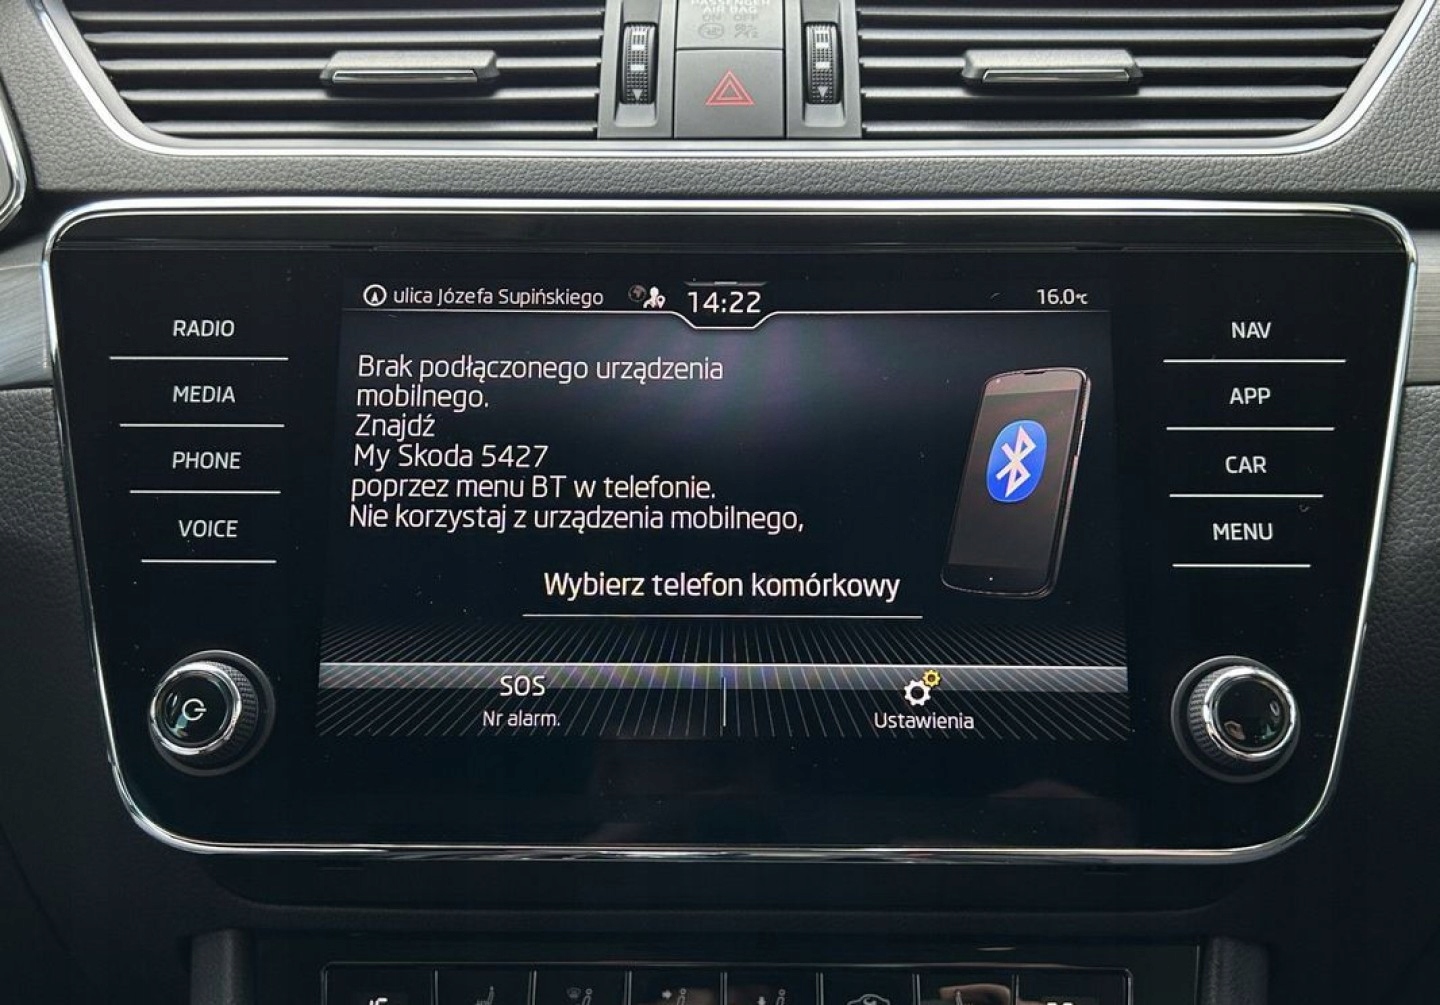 PASSENGER
AIR BAG
ON OFF
ulica Józefa Supińskiego
14:22
16.0°C
RADIO
MEDIA
PHONE
VOICE
Brak podłączonego urządzenia
mobilnego.
Znajdź
My Skoda 5427
poprzez menu BT w telefonie.
Nie korzystaj z urządzenia mobilnego,
Wybierz telefon komórkowy
SOS
Nr alarm.
Ustawienia
NAV
APP
CAR
MENU